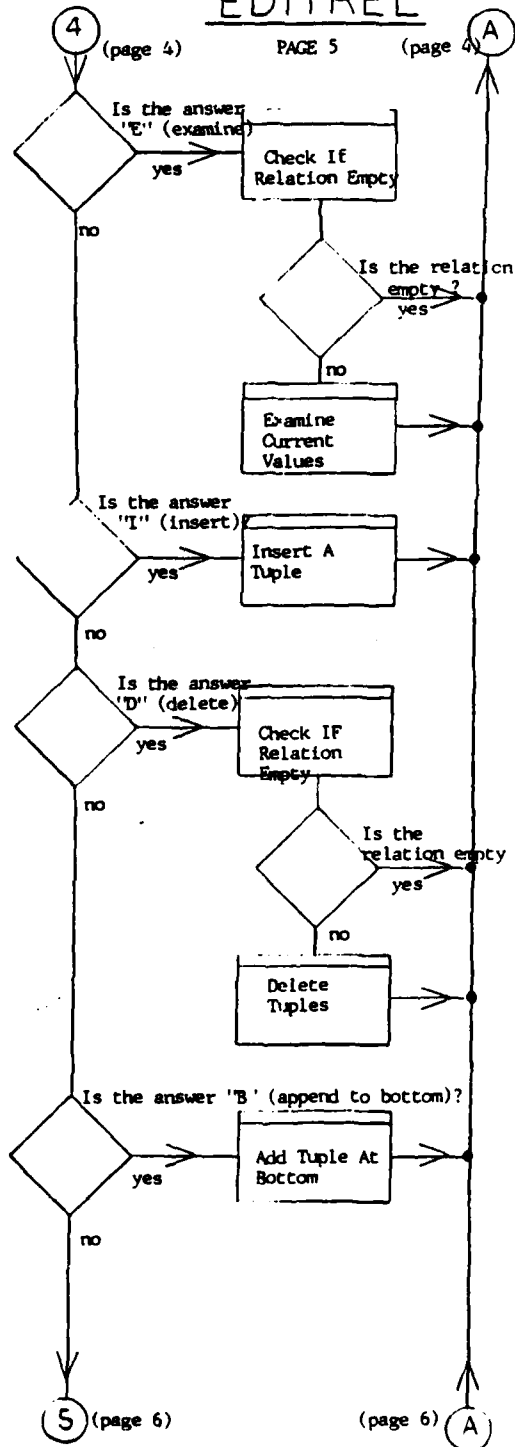 EDITREL
4
(page 4)
PAGE 5
(page 4)
A
Is the answer
"E" (examine)
yes
no
Check If
Relation Empty
Is the relation
empty ?
yes
no
Examine
Current
Values
Is the answer
"I" (insert)?
yes
no
Insert A
Tuple
Is the answer
"D" (delete)
yes
no
Check IF
Relation
Empty
Is the
relation empty
yes
no
Delete
Tuples
Is the answer "B" (append to bottom)?
yes
no
Add Tuple At
Bottom
5
(page 6)
(page 6)
A